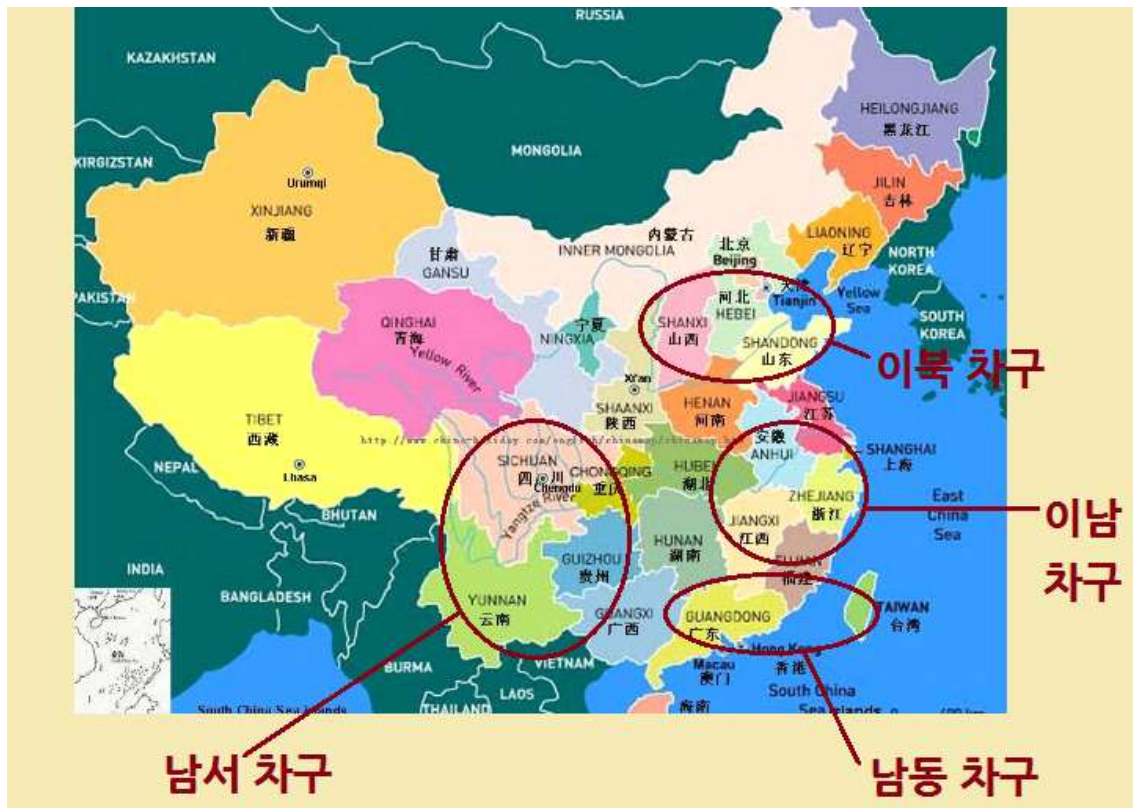 RUSSIA
KAZAKHSTAN
HEILONGJIANG
黑龙江
MONGOLIA
KIRGIZSTAN
Urumqi
JILIN
吉林
XINJIANG
新疆
内蒙古
INNER MONGOLIA
北京
Beijing
LIAONING
辽宁
甘肃
GANSU
NORTH
KOREA
天津
Tianjin
河北
HEBEI
Yellow
Sea
PAKISTAN
QINGHAI
青海
宁夏
NINGXIA
SHANXI
山西
SOUTH
KOREA
Yellow River
SHANDONG
山东
이북 차구
Xi'an
SHAANXI
陕西
HENAN
河南
JIANGSU
江苏
TIBET
西藏
安徽
ANHUI
SHANGHAI
上海
Lhasa
NEPAL
SICHUAN
四川
Chengdu
CHONGQING
重庆
HUBEI
湖北
ZHEJIANG
浙江
East
China
Sea
이남
차구
Yangtze River
BHUTAN
JIANGXI
江西
HUNAN
湖南
GUIZHOU
贵州
FUJIAN
福建
INDIA
BANGLADESH
YUNNAN
云南
GUANGXI
广西
GUANGDONG
广东
TAIWAN
台湾
Hong Kong
香港
Macau
澳门
BURMA
VIETNAM
LAOS
THAILAND
海南
South China
Sea Islands
South China Sea Islands
남서 차구
남동 차구